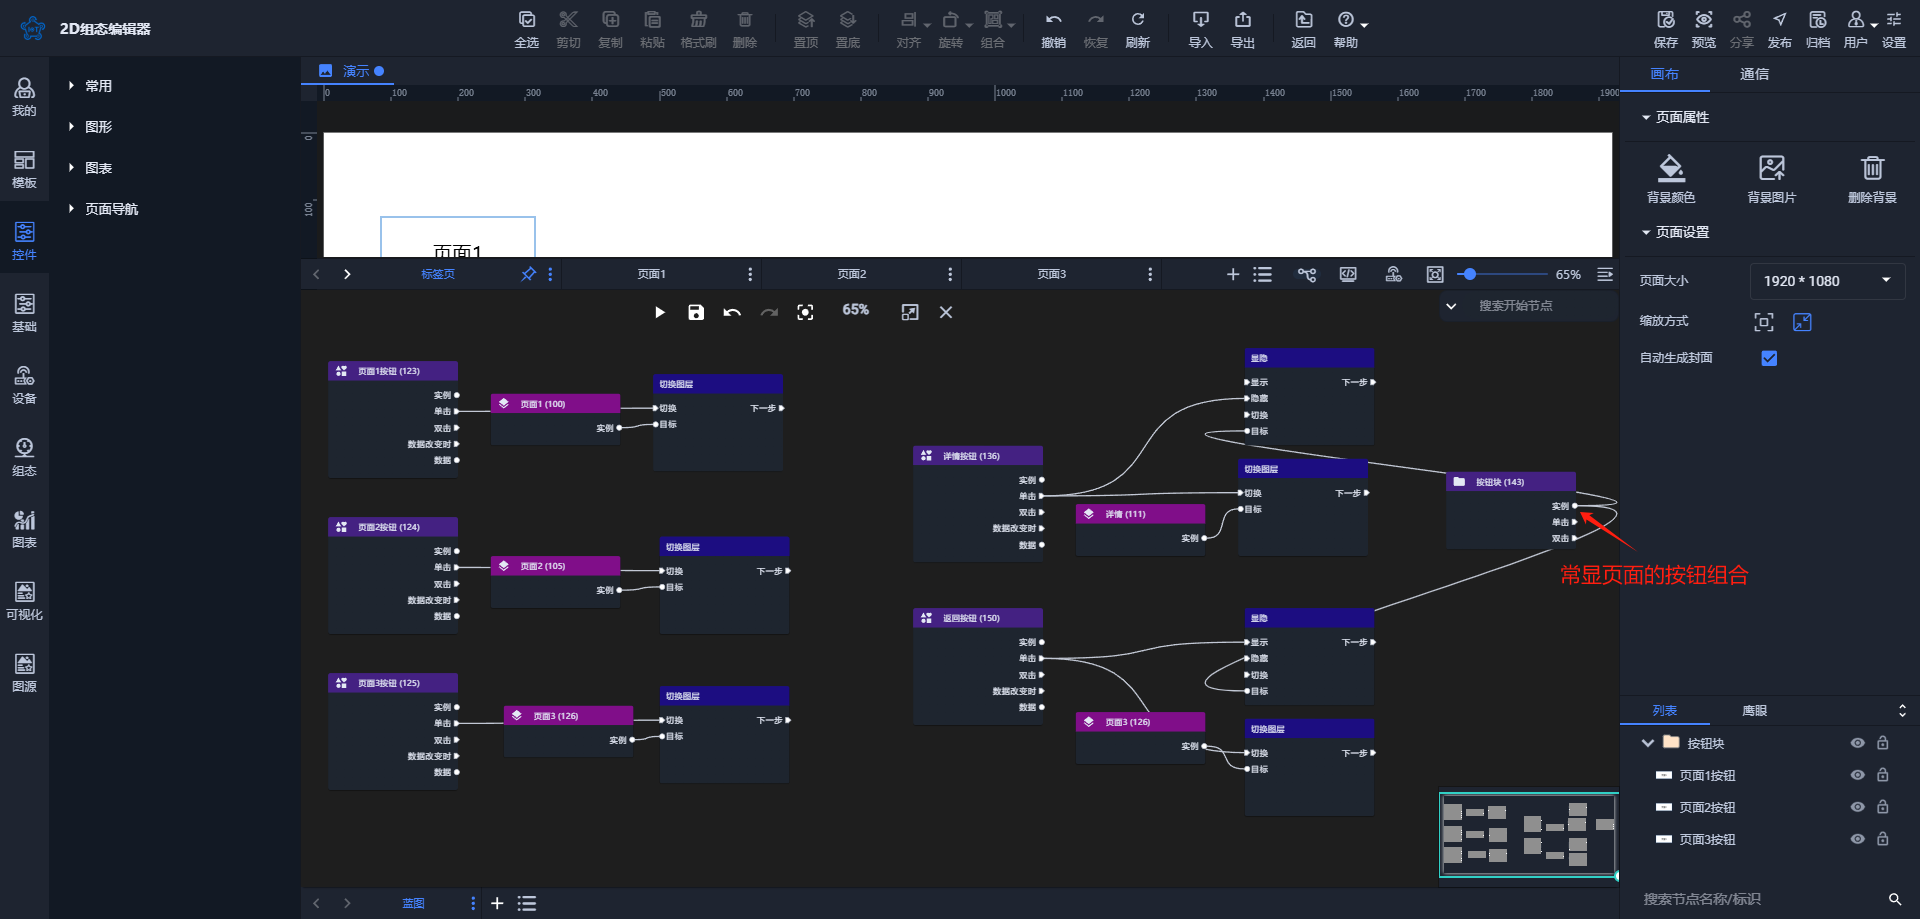 2D组态编辑器
全选 剪切 复制 粘贴 格式刷 删除 置顶 置底 对齐 旋转 组合 撤销 恢复 刷新 导入 导出 返回 帮助 保存 预览 分享 发布 归档 用户 设置
我的
模板
控件
基础
设备
组态
图表
可视化
图源
常用
图形
图表
页面导航
演示
0 100 200 300 400 500 600 700 800 900 1000 1100 1200 1300 1400 1500 1600 1700 1800 1900
0
100
页面1
标签页 页面1 页面2 页面3 65%
65%
搜索开始节点
页面1按钮 (123)
实例
单击
双击
数据改变时
数据
页面1 (100)
实例
切换图层
切换 下一步
目标
页面2按钮 (124)
实例
单击
双击
数据改变时
数据
页面2 (105)
实例
切换图层
切换 下一步
目标
页面3按钮 (125)
实例
单击
双击
数据改变时
数据
页面3 (126)
实例
切换图层
切换 下一步
目标
详情按钮 (136)
实例
单击
双击
数据改变时
数据
显隐
显示 下一步
隐藏
切换
目标
详情 (111)
实例
切换图层
切换 下一步
目标
按钮块 (143)
实例
单击
双击
常显页面的按钮组合
返回按钮 (150)
实例
单击
双击
数据改变时
数据
显隐
显示 下一步
隐藏
切换
目标
页面3 (126)
实例
切换图层
切换 下一步
目标
蓝图
画布 通信
页面属性
背景颜色 背景图片 删除背景
页面设置
页面大小 1920 * 1080
缩放方式
自动生成封面
列表 鹰眼
按钮块
页面1按钮
页面2按钮
页面3按钮
搜索节点名称/标识